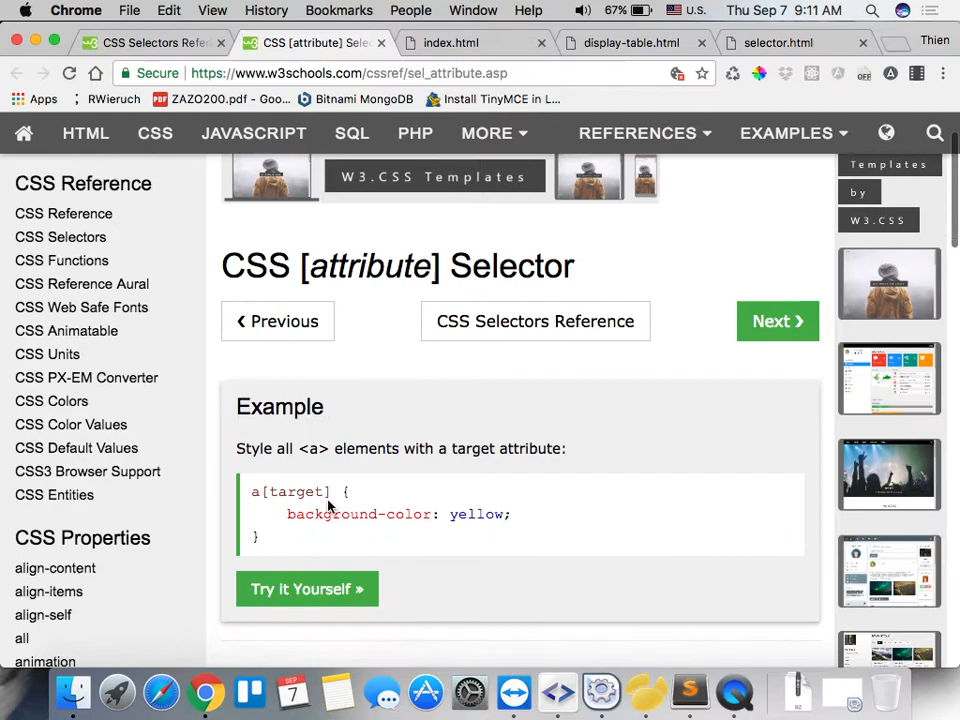 Chrome File Edit View History Bookmarks People Window Help 67% U.S. Thu Sep 7 9:11 AM
CSS Selectors Refer CSS [attribute] Sele index.html display-table.html selector.html Thien
Secure https://www.w3schools.com/cssref/sel_attribute.asp
Apps RWieruch PDF ZAZO200.pdf - Goo... Bitnami MongoDB Install TinyMCE in L...
HTML CSS JAVASCRIPT SQL PHP MORE REFERENCES EXAMPLES
W3.CSS Templates
Templates
by
W3.CSS
CSS Reference
CSS Reference
CSS Selectors
CSS Functions
CSS Reference Aural
CSS Web Safe Fonts
CSS Animatable
CSS Units
CSS PX-EM Converter
CSS Colors
CSS Color Values
CSS Default Values
CSS3 Browser Support
CSS Entities
CSS Properties
align-content
align-items
align-self
all
animation
CSS [attribute] Selector
❮ Previous CSS Selectors Reference Next ❯
Example
Style all <a> elements with a target attribute:
a[target] {
background-color: yellow;
}
Try it Yourself »
SEP
7